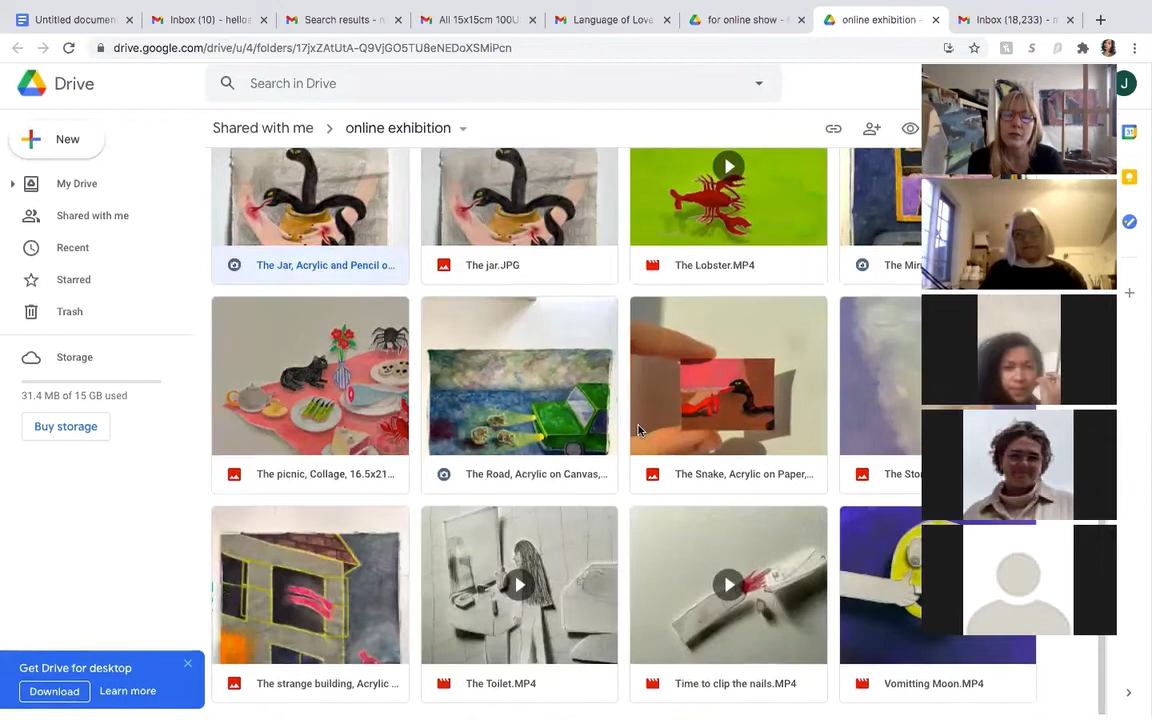 Untitled documen
Inbox (10) - hello
Search results - n
All 15x15cm 100U
Language of Love
for online show -
online exhibition -
Inbox (18,233) - m
drive.google.com/drive/u/4/folders/17jxZAtUtA-Q9VjGO5TU8eNEDoXSMiPcn
Drive
Search in Drive
J
New
Shared with me
online exhibition
My Drive
Shared with me
Recent
Starred
Trash
Storage
31.4 MB of 15 GB used
Buy storage
The Jar, Acrylic and Pencil o...
The jar.JPG
The Lobster.MP4
The Mir
The picnic, Collage, 16.5x21...
The Road, Acrylic on Canvas,...
The Snake, Acrylic on Paper,...
The Sto
The strange building, Acrylic ...
The Toilet.MP4
Time to clip the nails.MP4
Vomitting Moon.MP4
Get Drive for desktop
Download
Learn more